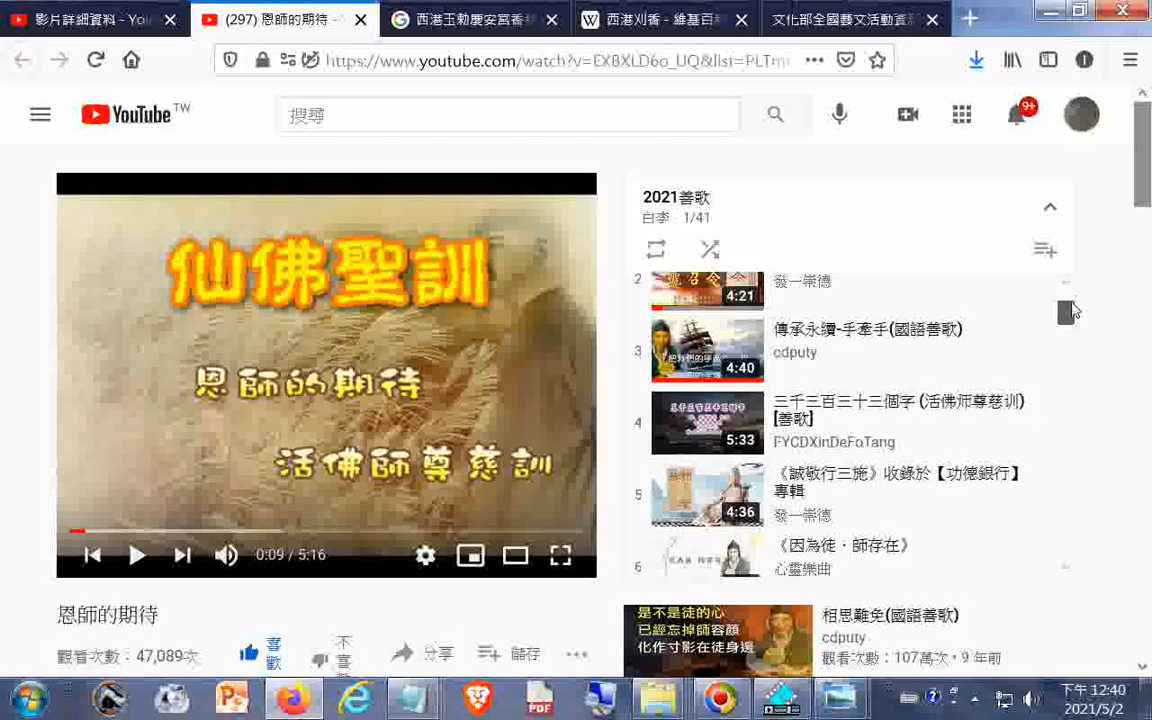 影片詳細資料 - You
(297) 恩師的期待 -
西港玉勅慶安宮香
西港刈香 - 維基百
文化部全國藝文活動資
https://www.youtube.com/watch?v=EXBXLD6o_UQ&list=PLTm
YouTube TW
搜尋
9+
仙佛聖訓
恩師的期待
活佛師尊慈訓
0:09 / 5:16
2021善歌
白李 · 1/41
2
4:21
發一崇德
3
4:40
傳承永續-手牽手(國語善歌)
cdputy
4
5:33
三千三百三十三個字 (活佛师尊慈训)
[善歌]
FYCDXinDeFoTang
5
4:36
《誠敬行三施》收錄於【功德銀行】
專輯
發一崇德
6
《因為徒·師存在》
心靈樂曲
恩師的期待
觀看次數：47,089次
喜歡
不喜
分享
儲存
是不是徒的心
已經忘掉師容顏
化作寸影在徒身邊
相思難免(國語善歌)
cdputy
觀看次數：107萬次 · 9 年前
PDF
下午 12:40
2021/5/2